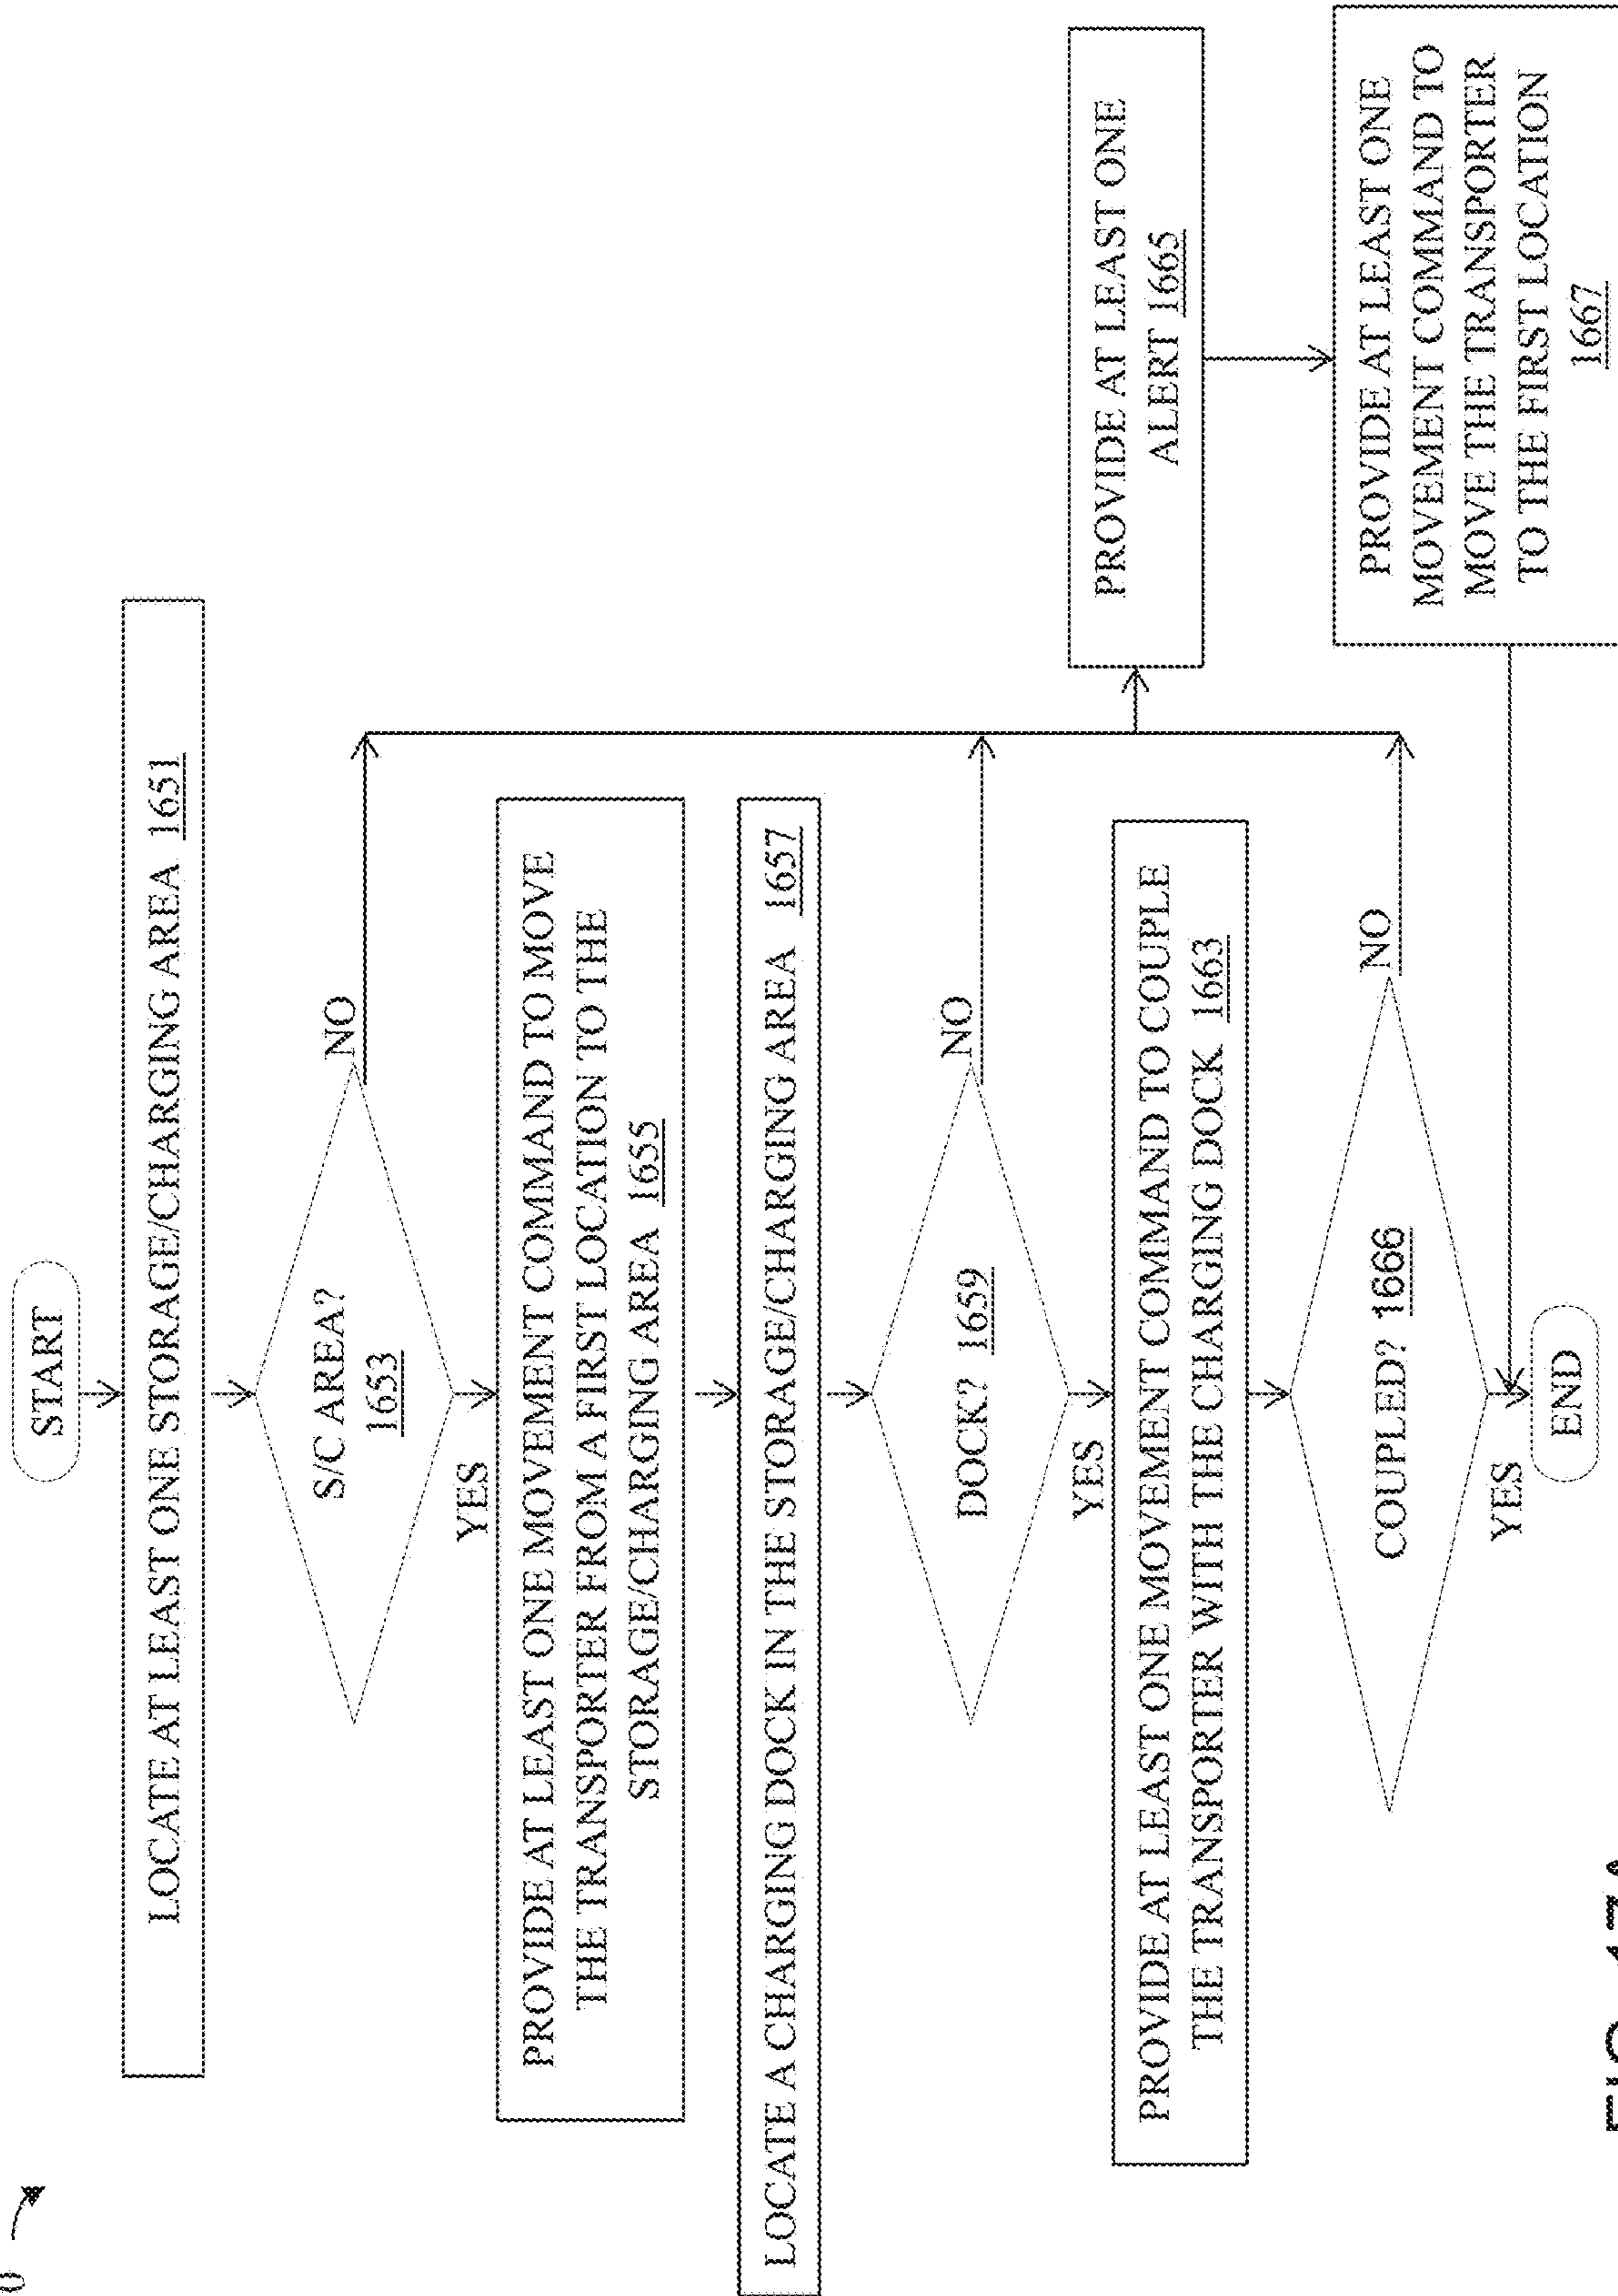 START
LOCATE AT LEAST ONE STORAGE/CHARGING AREA 1651
S/C AREA?
1653
NO
YES
PROVIDE AT LEAST ONE MOVEMENT COMMAND TO MOVE
THE TRANSPORTER FROM A FIRST LOCATION TO THE
STORAGE/CHARGING AREA 1655
LOCATE A CHARGING DOCK IN THE STORAGE/CHARGING AREA 1657
DOCK? 1659
NO
YES
PROVIDE AT LEAST ONE MOVEMENT COMMAND TO COUPLE
THE TRANSPORTER WITH THE CHARGING DOCK 1663
COUPLED? 1666
NO
YES
END
PROVIDE AT LEAST ONE
ALERT 1665
PROVIDE AT LEAST ONE
MOVEMENT COMMAND TO
MOVE THE TRANSPORTER
TO THE FIRST LOCATION
1667
FIG. 17A